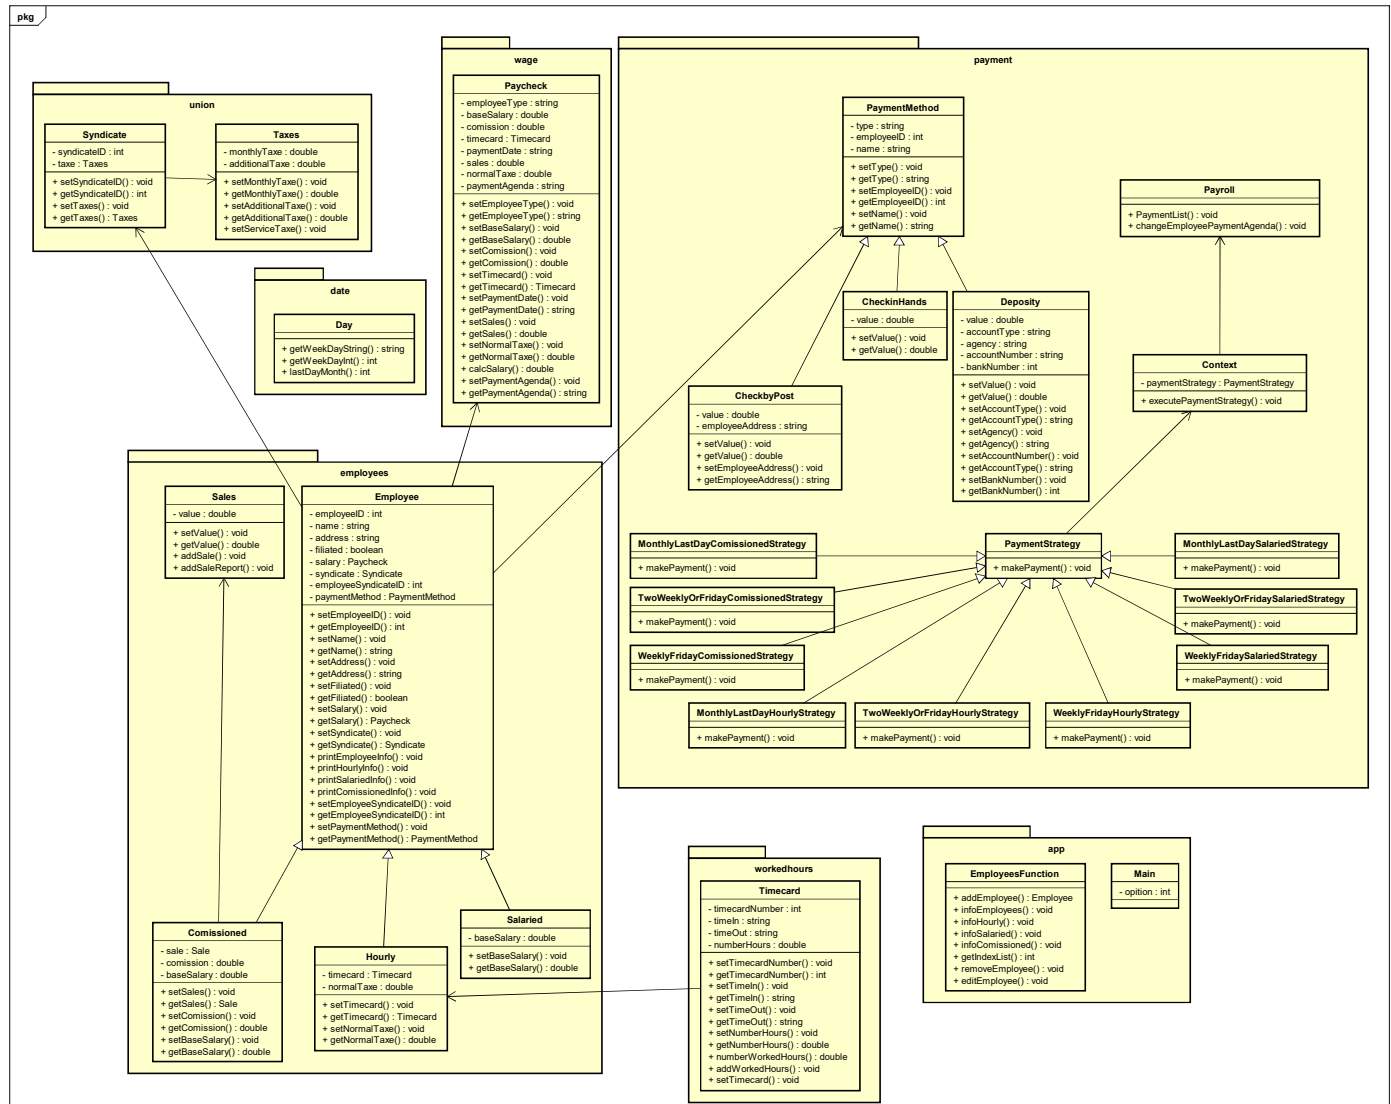 pkg
union
Syndicate
- syndicateID : int
- taxe : Taxes
+ setSyndicateID() : void
+ getSyndicateID() : int
+ setTaxes() : void
+ getTaxes() : Taxes
Taxes
- monthlyTaxe : double
- additionalTaxe : double
+ setMonthlyTaxe() : void
+ getMonthlyTaxe() : double
+ setAdditionalTaxe() : void
+ getAdditionalTaxe() : double
+ setServiceTaxe() : void
date
Day
+ getWeekDayString() : string
+ getWeekDayInt() : int
+ lastDayMonth() : int
wage
Paycheck
- employeeType : string
- baseSalary : double
- comission : double
- timecard : Timecard
- paymentDate : string
- sales : double
- normalTaxe : double
- paymentAgenda : string
+ setEmployeeType() : void
+ getEmployeeType() : string
+ setBaseSalary() : void
+ getBaseSalary() : double
+ setComission() : void
+ getComission() : double
+ setTimecard() : void
+ getTimecard() : Timecard
+ setPaymentDate() : void
+ getPaymentDate() : string
+ setSales() : void
+ getSales() : double
+ setNormalTaxe() : void
+ getNormalTaxe() : double
+ calcSalary() : double
+ setPaymentAgenda() : void
+ getPaymentAgenda() : string
payment
PaymentMethod
- type : string
- employeeID : int
- name : string
+ setType() : void
+ getType() : string
+ setEmployeeID() : void
+ getEmployeeID() : int
+ setName() : void
+ getName() : string
Payroll
+ PaymentList() : void
+ changeEmployeePaymentAgenda() : void
CheckinHands
- value : double
+ setValue() : void
+ getValue() : double
Deposity
- value : double
- accountType : string
- agency : string
- accountNumber : string
- bankNumber : int
+ setValue() : void
+ getValue() : double
+ setAccountType() : void
+ getAccountType() : string
+ setAgency() : void
+ getAgency() : string
+ setAccountNumber() : void
+ getAccountType() : string
+ setBankNumber() : void
+ getBankNumber() : int
Context
- paymentStrategy : PaymentStrategy
+ executePaymentStrategy() : void
CheckbyPost
- value : double
- employeeAddress : string
+ setValue() : void
+ getValue() : double
+ setEmployeeAddress() : void
+ getEmployeeAddress() : string
MonthlyLastDayComissionedStrategy
+ makePayment() : void
PaymentStrategy
+ makePayment() : void
MonthlyLastDaySalariedStrategy
+ makePayment() : void
TwoWeeklyOrFridayComissionedStrategy
+ makePayment() : void
TwoWeeklyOrFridaySalariedStrategy
+ makePayment() : void
WeeklyFridayComissionedStrategy
+ makePayment() : void
WeeklyFridaySalariedStrategy
+ makePayment() : void
MonthlyLastDayHourlyStrategy
+ makePayment() : void
TwoWeeklyOrFridayHourlyStrategy
+ makePayment() : void
WeeklyFridayHourlyStrategy
+ makePayment() : void
employees
Sales
- value : double
+ setValue() : void
+ getValue() : double
+ addSale() : void
+ addSaleReport() : void
Employee
- employeeID : int
- name : string
- address : string
- filiated : boolean
- salary : Paycheck
- syndicate : Syndicate
- employeeSyndicateID : int
- paymentMethod : PaymentMethod
+ setEmployeeID() : void
+ getEmployeeID() : int
+ setName() : void
+ getName() : string
+ setAddress() : void
+ getAddress() : string
+ setFiliated() : void
+ getFiliated() : boolean
+ setSalary() : void
+ getSalary() : Paycheck
+ setSyndicate() : void
+ getSyndicate() : Syndicate
+ printEmployeeInfo() : void
+ printHourlyInfo() : void
+ printSalariedInfo() : void
+ printComissionedInfo() : void
+ setEmployeeSyndicateID() : void
+ getEmployeeSyndicateID() : int
+ setPaymentMethod() : void
+ getPaymentMethod() : PaymentMethod
Comissioned
- sale : Sale
- comission : double
- baseSalary : double
+ setSales() : void
+ getSales() : Sale
+ setComission() : void
+ getComission() : double
+ setBaseSalary() : void
+ getBaseSalary() : double
Hourly
- timecard : Timecard
- normalTaxe : double
+ setTimecard() : void
+ getTimecard() : Timecard
+ setNormalTaxe() : void
+ getNormalTaxe() : double
Salaried
- baseSalary : double
+ setBaseSalary() : void
+ getBaseSalary() : double
workedhours
Timecard
- timecardNumber : int
- timeIn : string
- timeOut : string
- numberHours : double
+ setTimecardNumber() : void
+ getTimecardNumber() : int
+ setTimeIn() : void
+ getTimeIn() : string
+ setTimeOut() : void
+ getTimeOut() : string
+ setNumberHours() : void
+ getNumberHours() : double
+ numberWorkedHours() : double
+ addWorkedHours() : void
+ setTimecard() : void
app
EmployeesFunction
+ addEmployee() : Employee
+ infoEmployees() : void
+ infoHourly() : void
+ infoSalaried() : void
+ infoComissioned() : void
+ getIndexList() : int
+ removeEmployee() : void
+ editEmployee() : void
Main
- opition : int